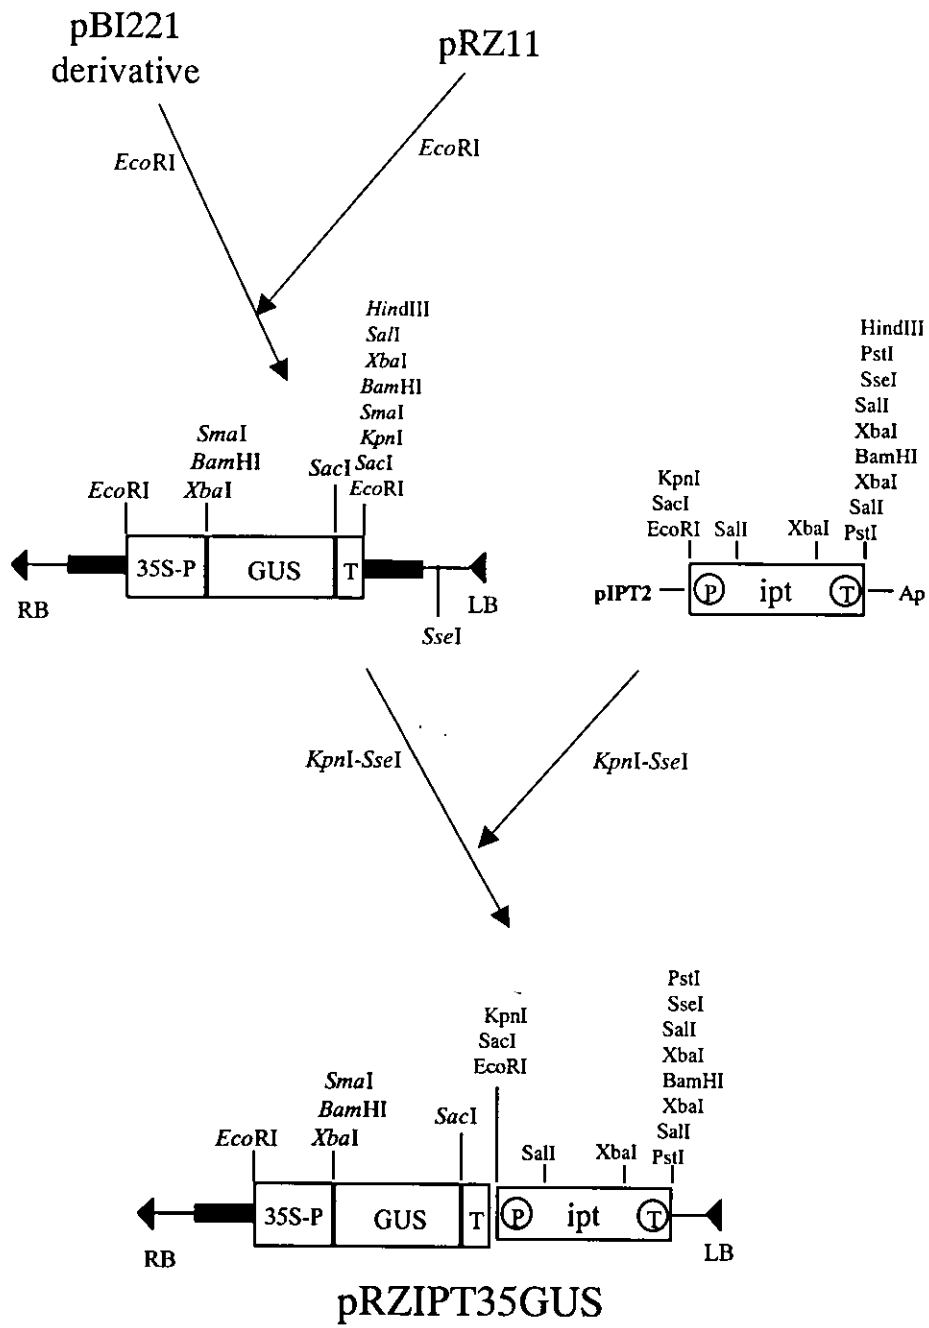 pBI221
derivative
pRZ11
EcoRI
EcoRI
HindIII
SalI
XbaI
BamHI
SmaI
KpnI
SacI
EcoRI
SmaI
BamHI
XbaI
EcoRI
SacI
35S-P
GUS
T
RB
LB
SseI
HindIII
PstI
SseI
SalI
XbaI
BamHI
XbaI
SalI
PstI
KpnI
SacI
EcoRI
SalI
XbaI
pIPT2
P
ipt
T
Ap
KpnI-SseI
KpnI-SseI
PstI
SseI
SalI
XbaI
BamHI
XbaI
SalI
PstI
KpnI
SacI
EcoRI
SmaI
BamHI
XbaI
EcoRI
SacI
SalI
XbaI
35S-P
GUS
T
P
ipt
T
RB
LB
pRZIPT35GUS